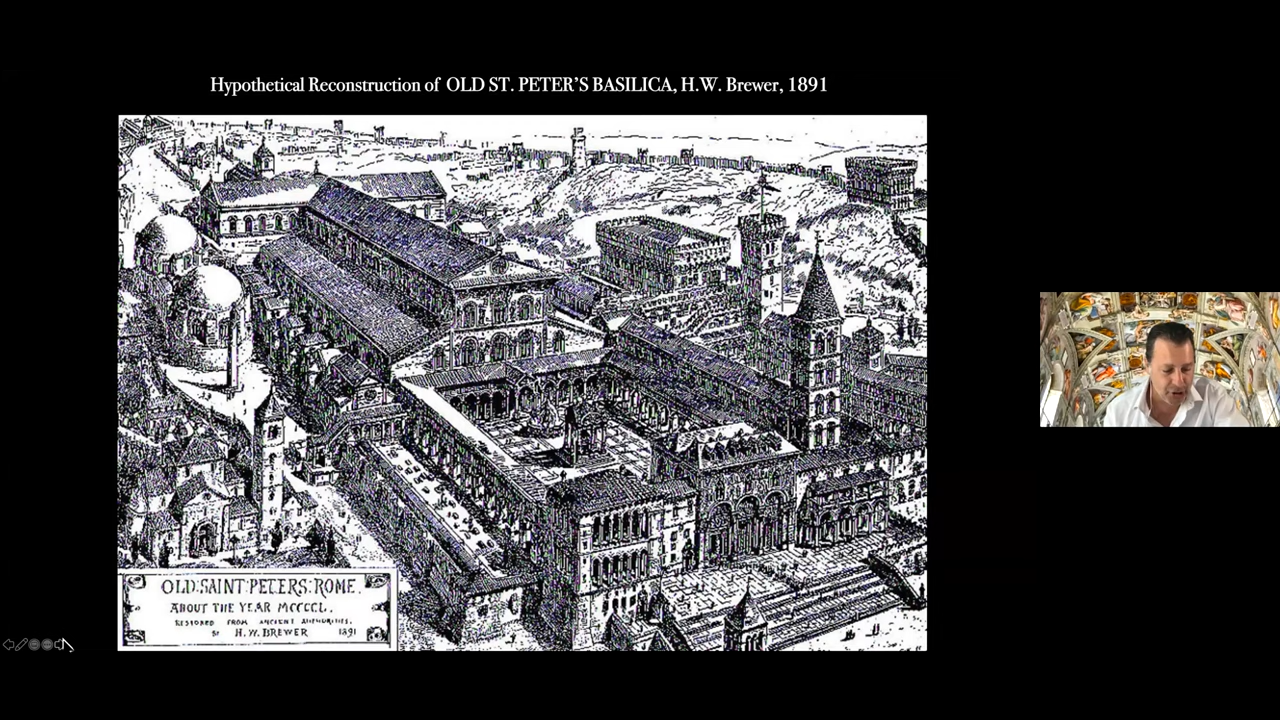 Hypothetical Reconstruction of OLD ST. PETER'S BASILICA, H.W. Brewer, 1891
OLD:SAINT:PETERS:ROME.
ABOUT THE YEAR MCCCCL.
RESTORED FROM ANCIENT AUTHORITIES.
BY H.W.BREWER 1891